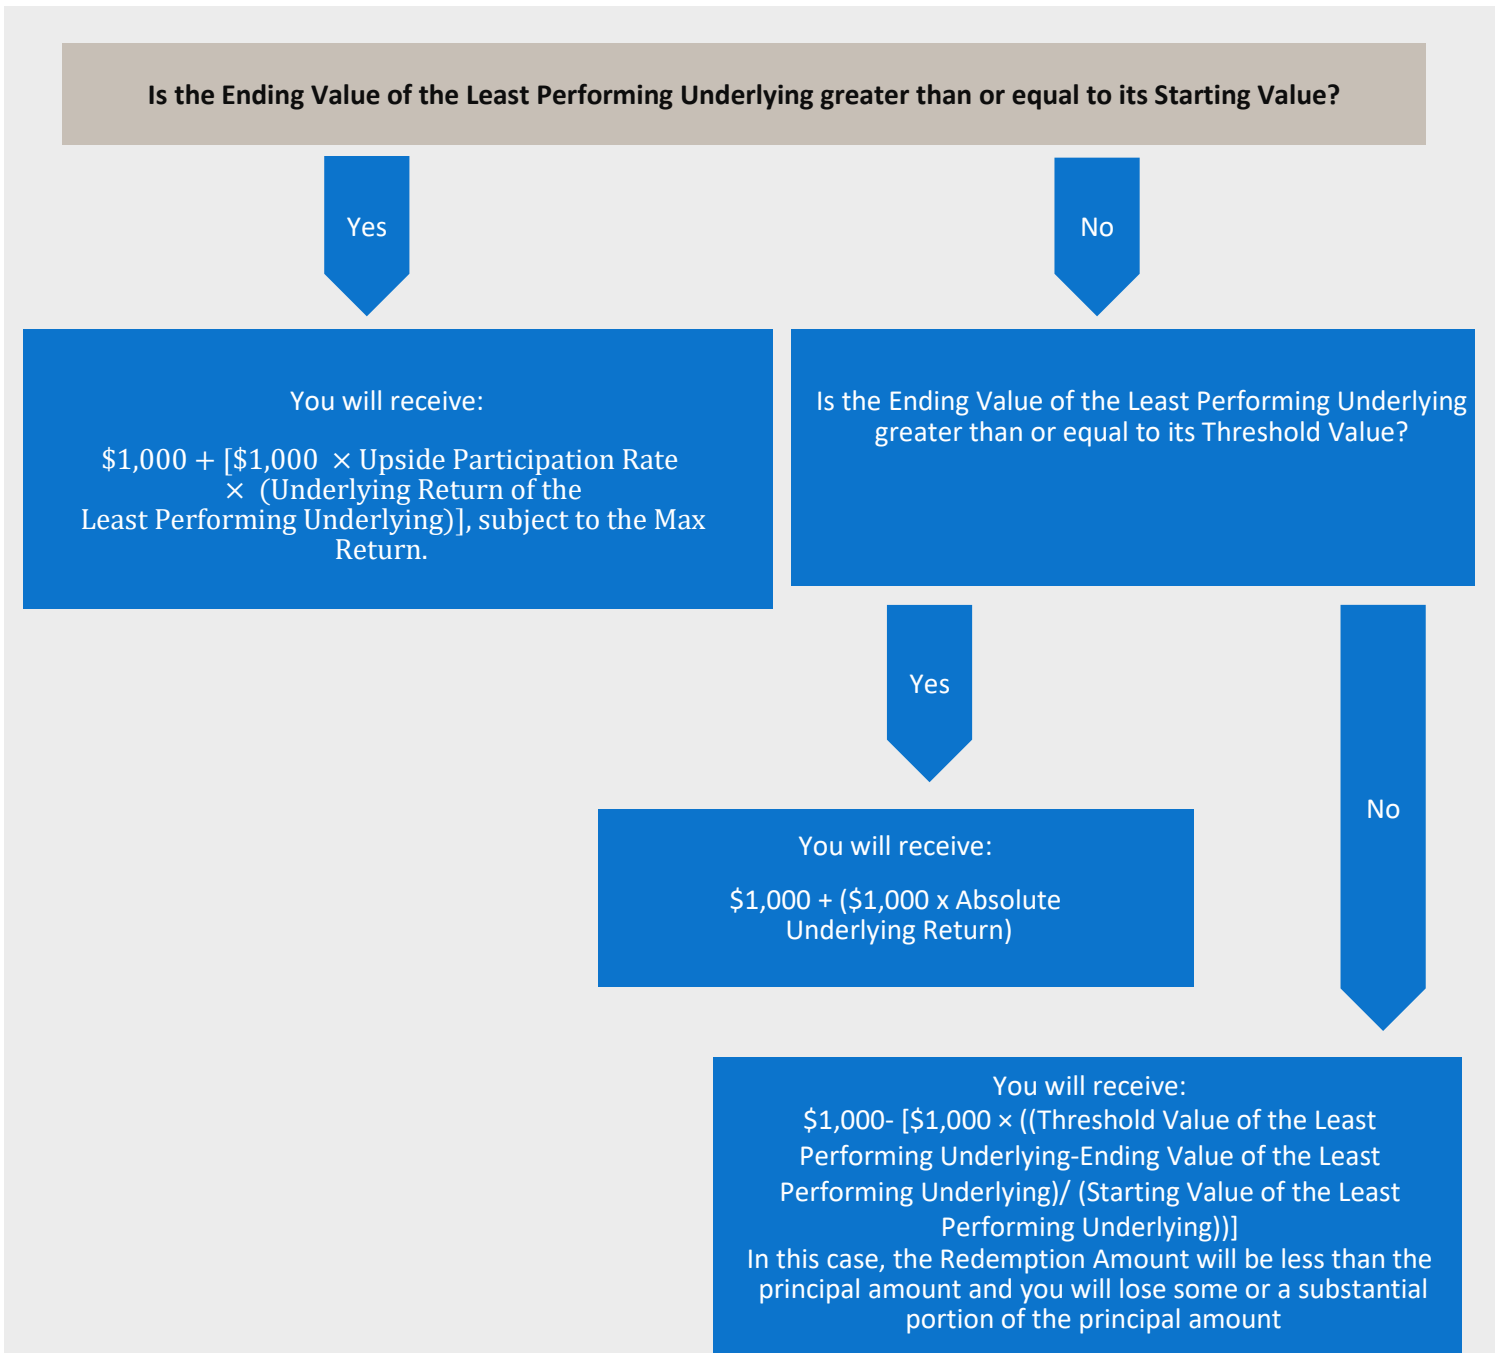 Is the Ending Value of the Least Performing Underlying greater than or equal to its Starting Value?
Yes
No
You will receive:
$1,000 + [$1,000 × Upside Participation Rate
× (Underlying Return of the
Least Performing Underlying)], subject to the Max
Return.
Is the Ending Value of the Least Performing Underlying
greater than or equal to its Threshold Value?
Yes
No
You will receive:
$1,000 + ($1,000 x Absolute
Underlying Return)
You will receive:
$1,000- [$1,000 × ((Threshold Value of the Least
Performing Underlying-Ending Value of the Least
Performing Underlying)/ (Starting Value of the Least
Performing Underlying))]
In this case, the Redemption Amount will be less than the
principal amount and you will lose some or a substantial
portion of the principal amount